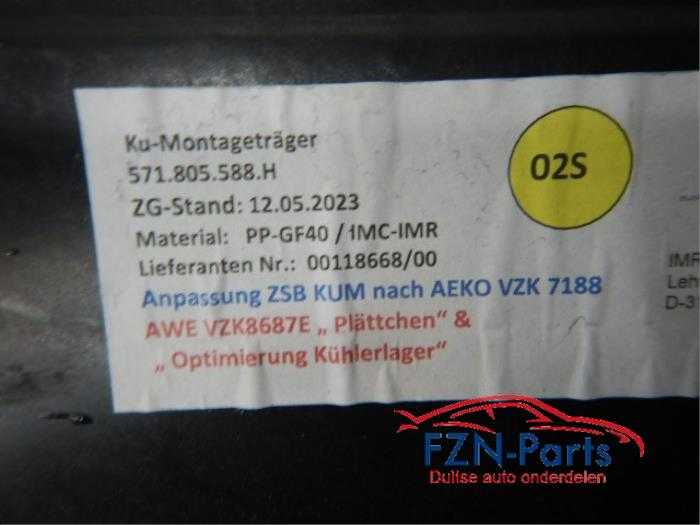 Ku-Montageträger
571.805.588.H
ZG-Stand: 12.05.2023
Material: PP-GF40 / IMC-IMR
Lieferanten Nr.: 00118668/00
Anpassung ZSB KUM nach AEKO VZK 7188
AWE VZK8687E „ Plättchen“ &
„ Optimierung Kühlerlager“
02S
IMR
Leh
D-3
FZN-Parts
Duitse auto onderdelen